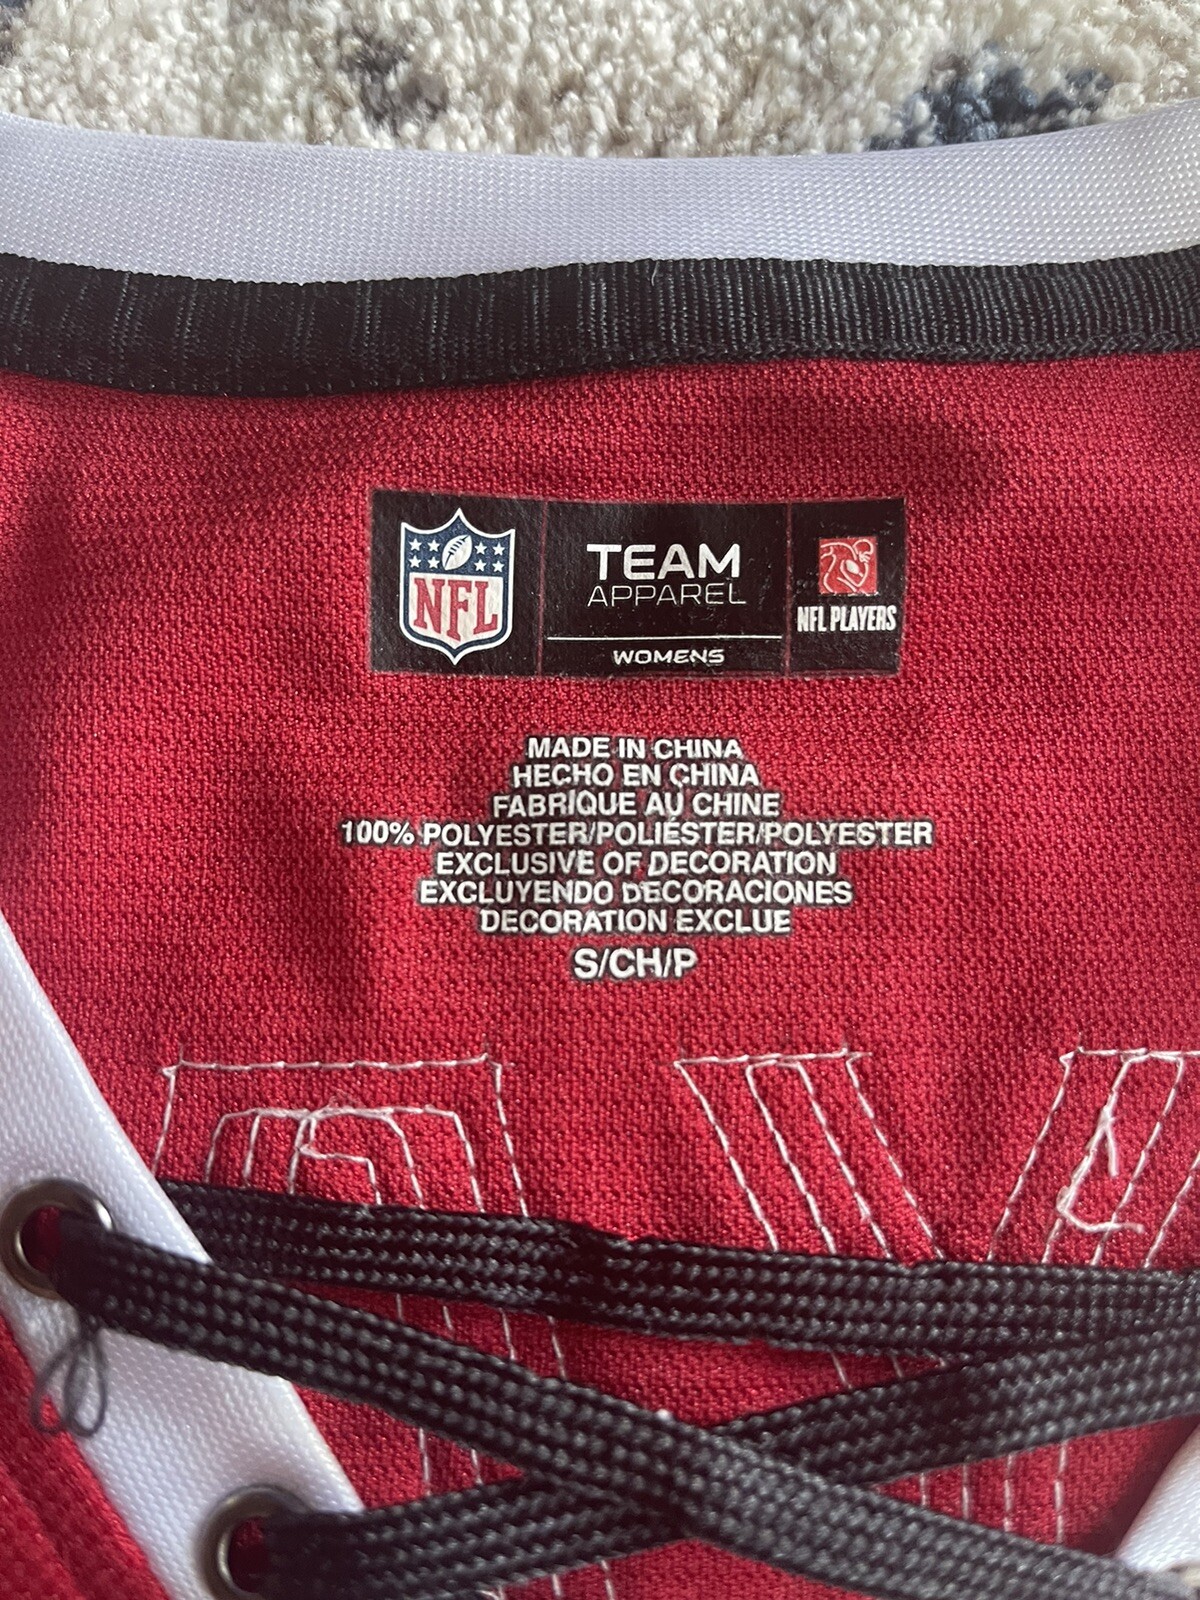 NFL
TEAM
APPAREL
WOMENS
NFL PLAYERS
MADE IN CHINA
HECHO EN CHINA
FABRIQUE AU CHINE
100% POLYESTER/POLIÉSTER/POLYESTER
EXCLUSIVE OF DECORATION
EXCLUYENDO DECORACIONES
DECORATION EXCLUE
S/CH/P